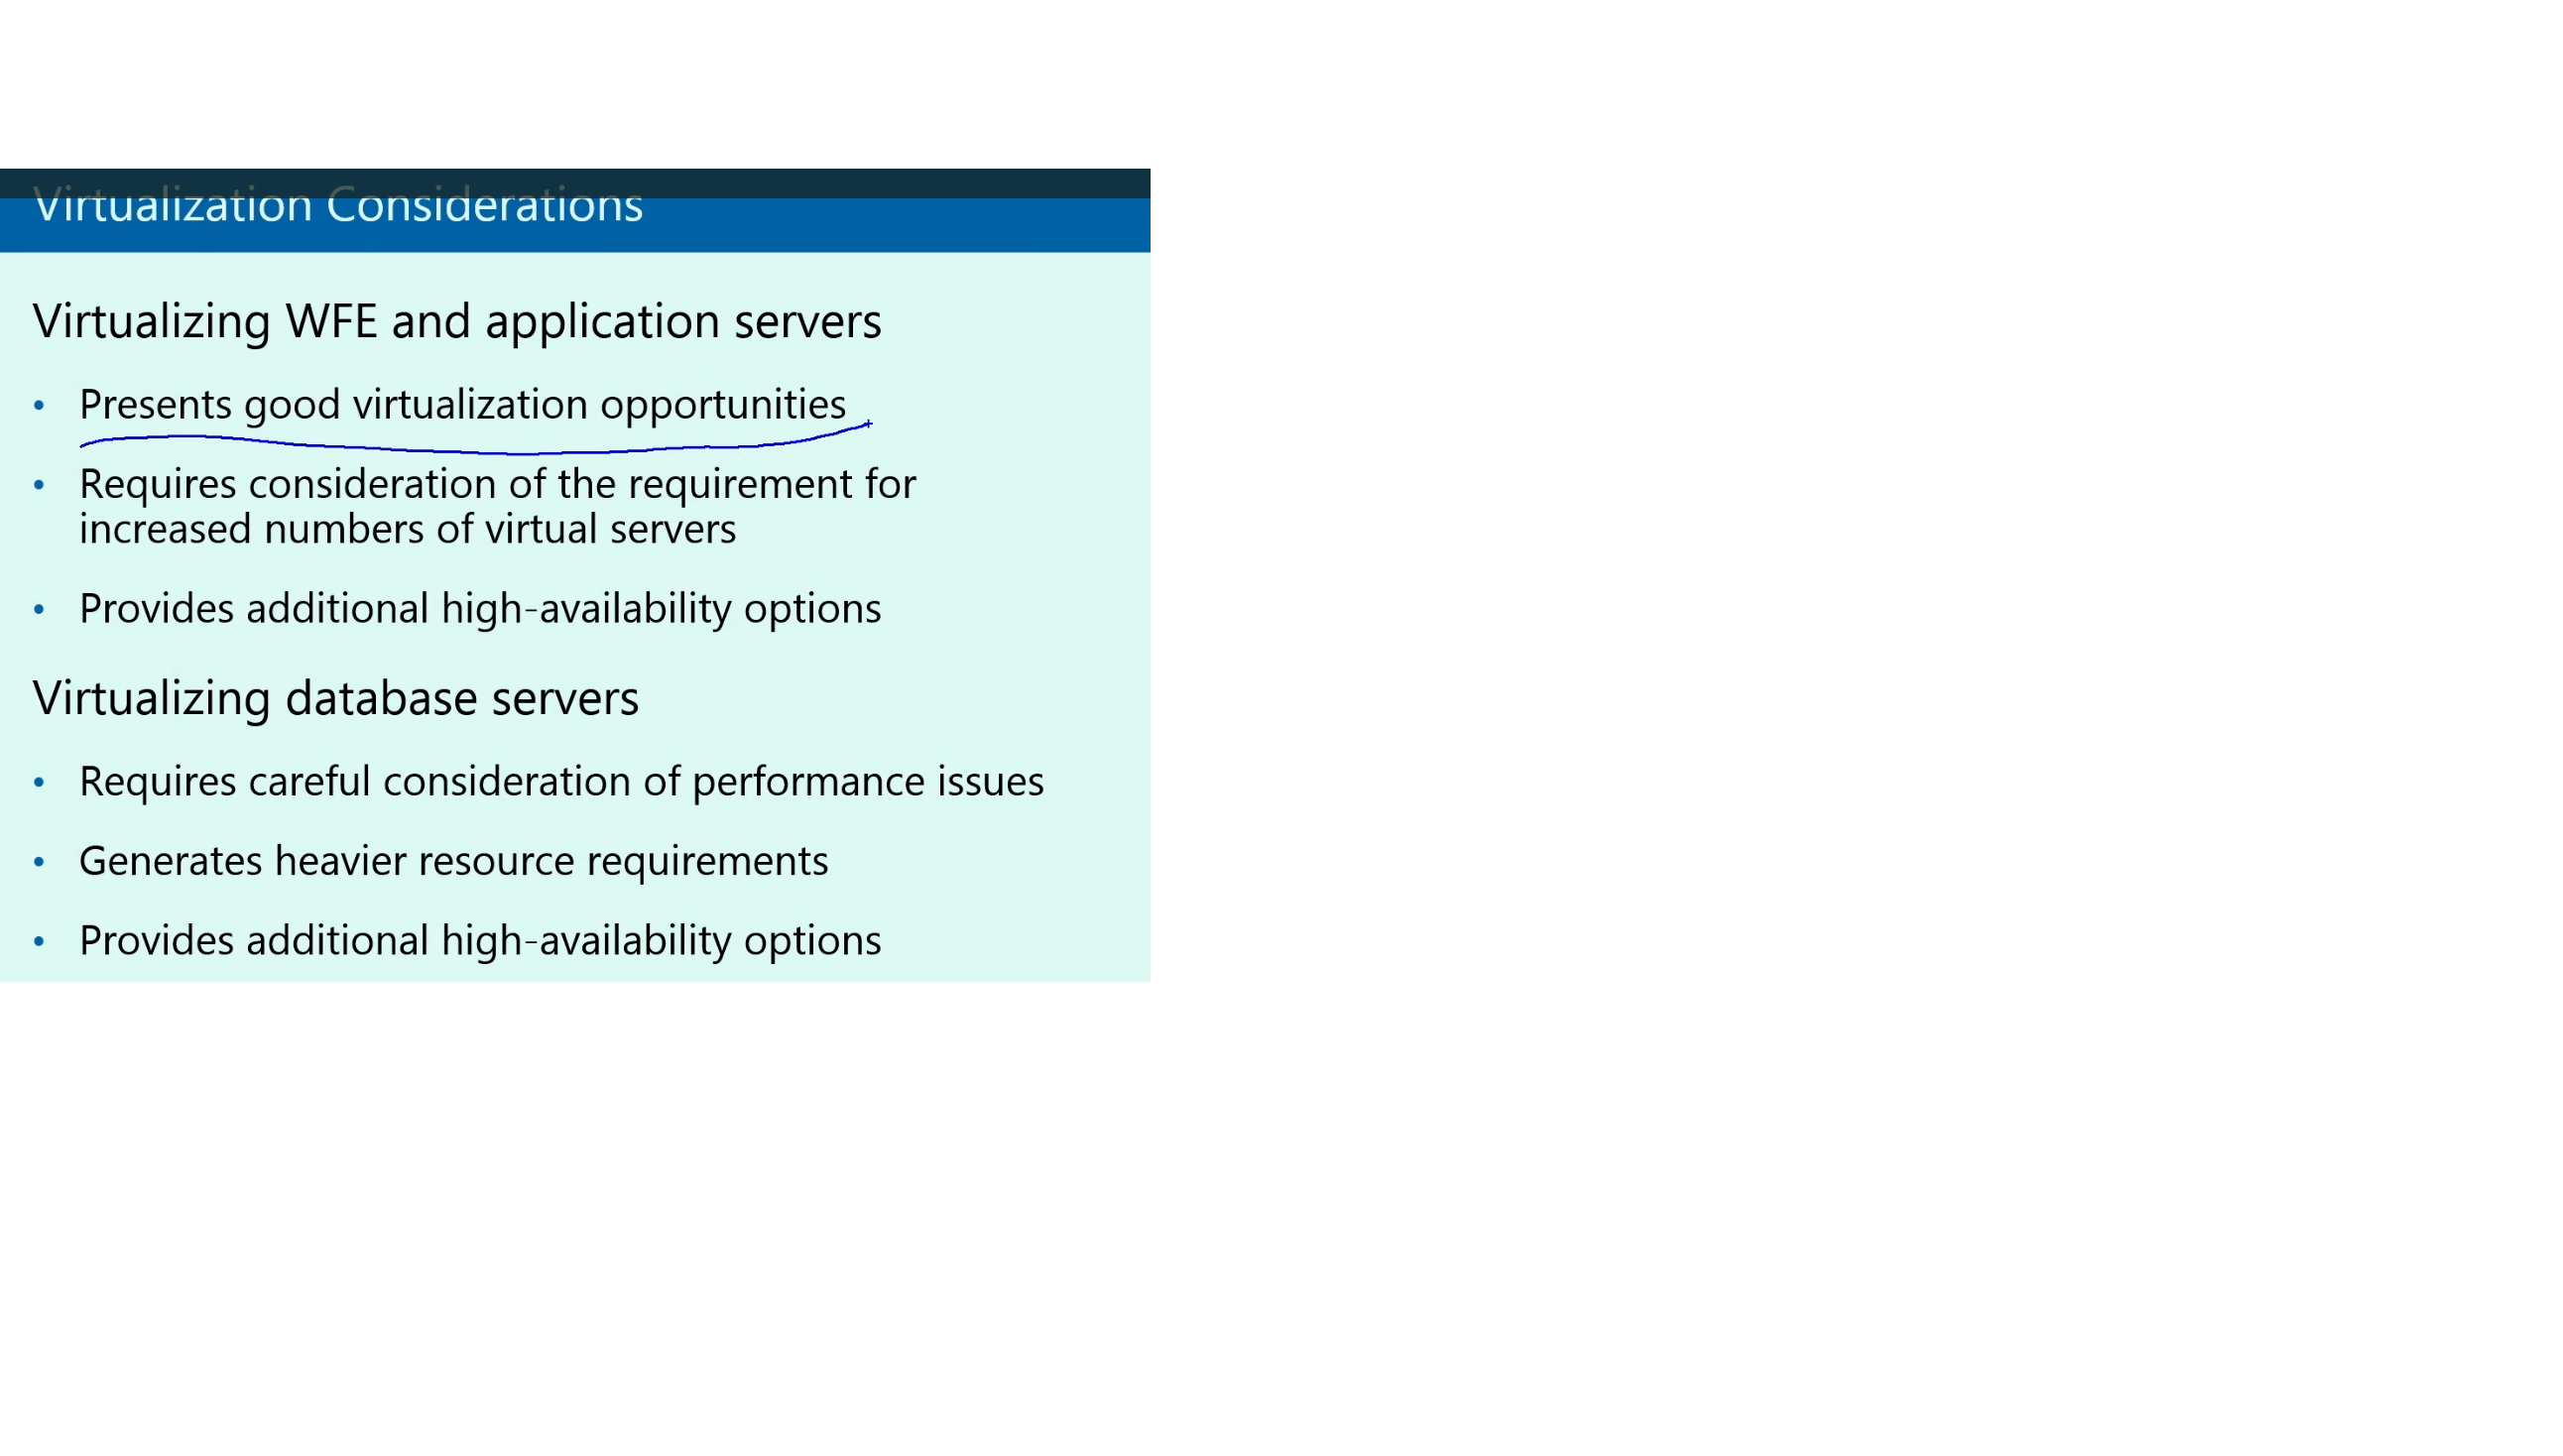 Virtualization Considerations
Virtualizing WFE and application servers
• Presents good virtualization opportunities
• Requires consideration of the requirement for
increased numbers of virtual servers
• Provides additional high-availability options
Virtualizing database servers
• Requires careful consideration of performance issues
• Generates heavier resource requirements
• Provides additional high-availability options